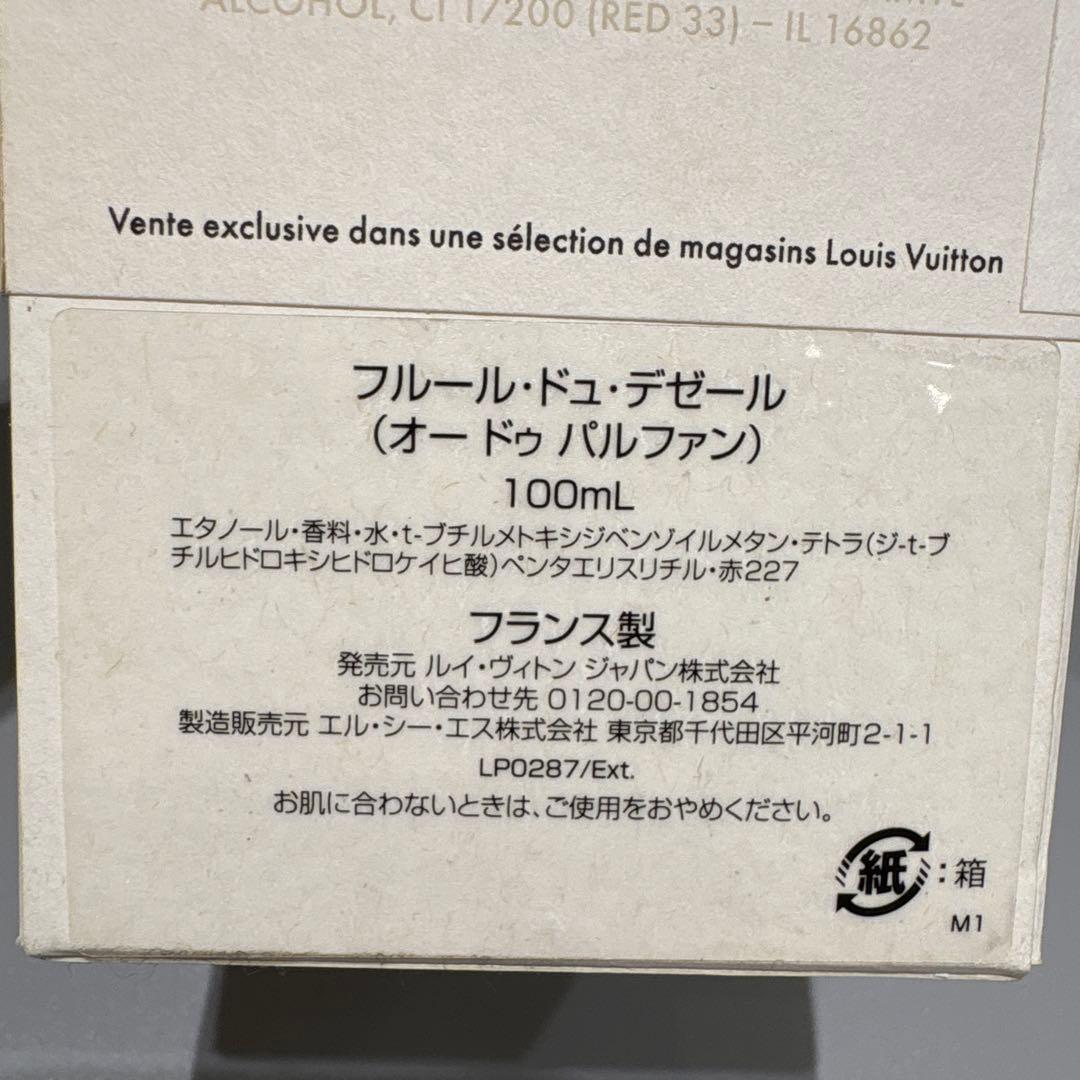 ALCOHOL, CI 17200 (RED 33) – IL 16862
Vente exclusive dans une sélection de magasins Louis Vuitton
フルール・ドュ・デゼール
(オー ドゥ パルファン)
100mL
エタノール・香料・水・t-ブチルメトキシジベンゾイルメタン・テトラ(ジ-t-ブ
チルヒドロキシヒドロケイヒ酸)ペンタエリスリチル・赤227
フランス製
発売元 ルイ・ヴィトン ジャパン株式会社
お問い合わせ先 0120-00-1854
製造販売元 エル・シー・エス株式会社 東京都千代田区平河町2-1-1
LP0287/Ext.
お肌に合わないときは、ご使用をおやめください。
紙 : 箱
M1